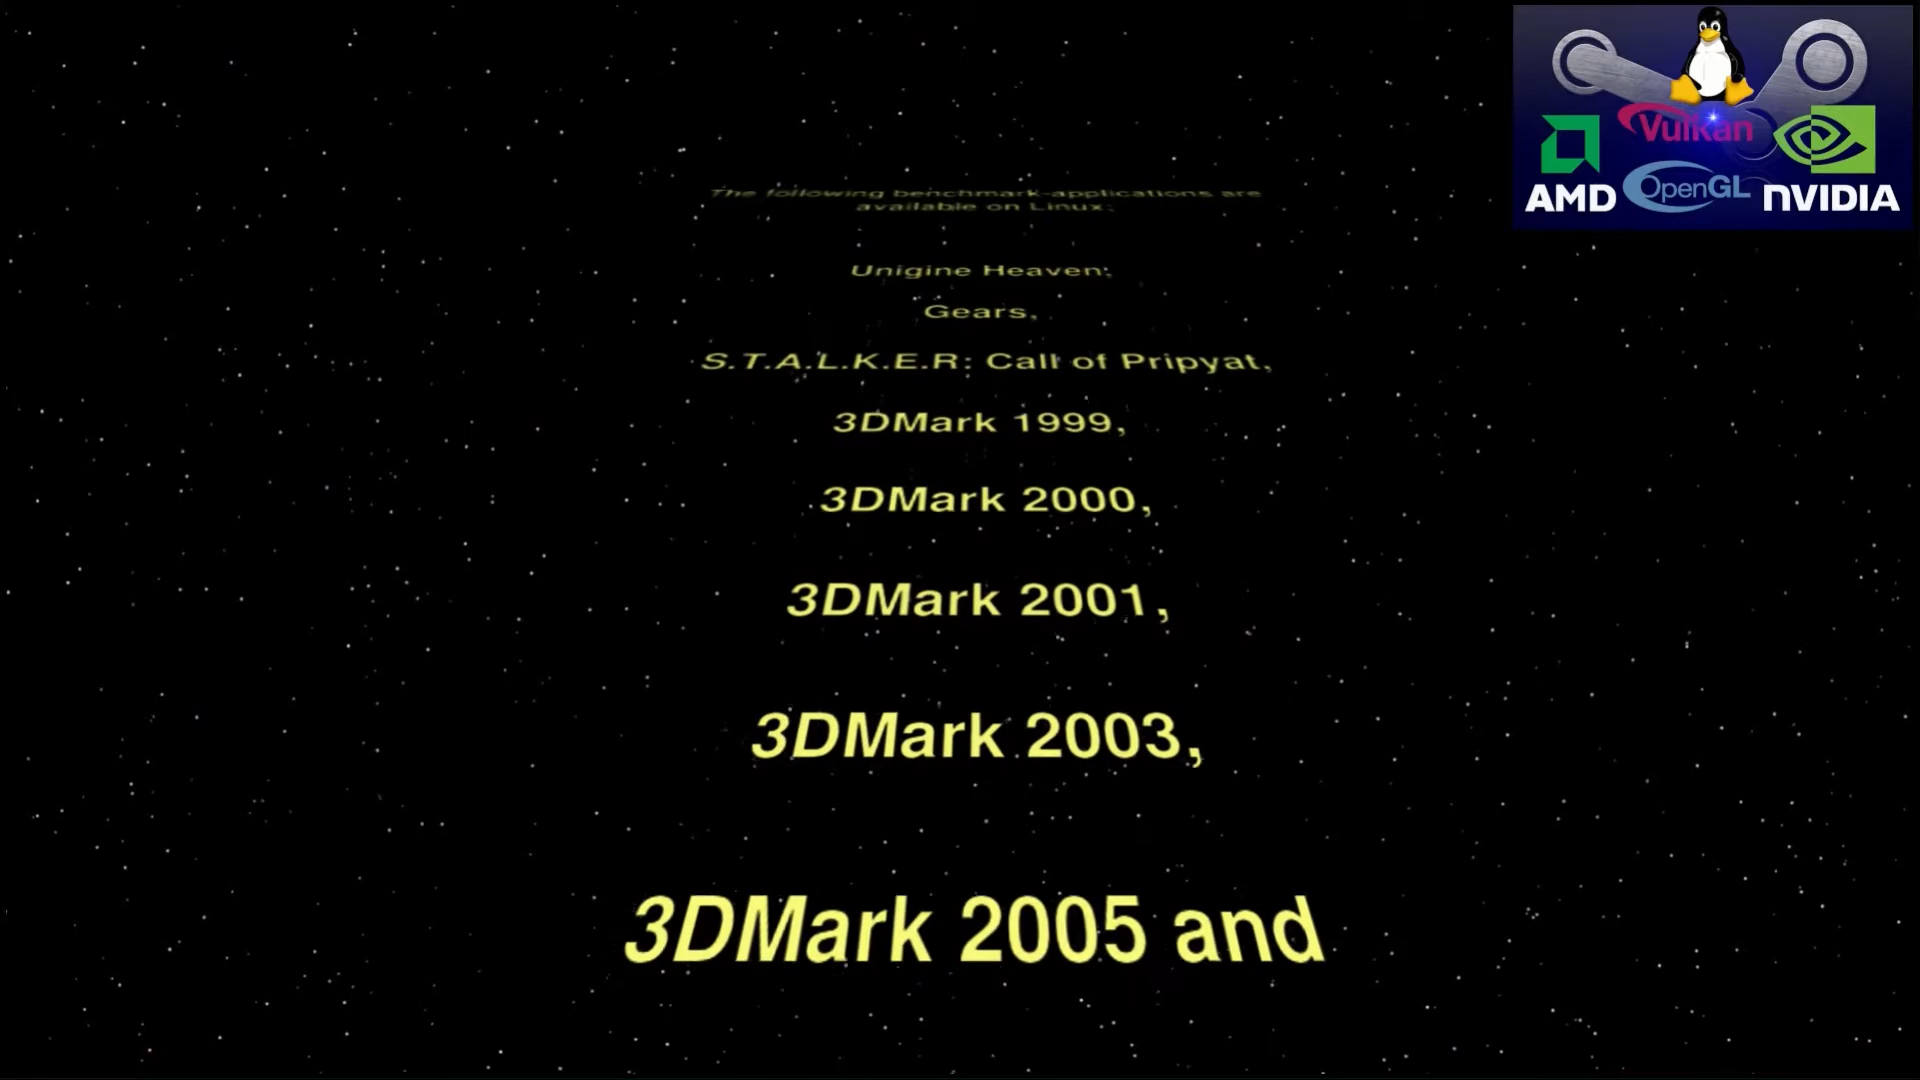 The following benchmark-applications are
available on Linux:
Unigine Heaven;
Gears,
S.T.A.L.K.E.R: Call of Pripyat,
3DMark 1999,
3DMark 2000,
3DMark 2001,
3DMark 2003,
3DMark 2005 and
Vulkan
AMD
OpenGL
NVIDIA